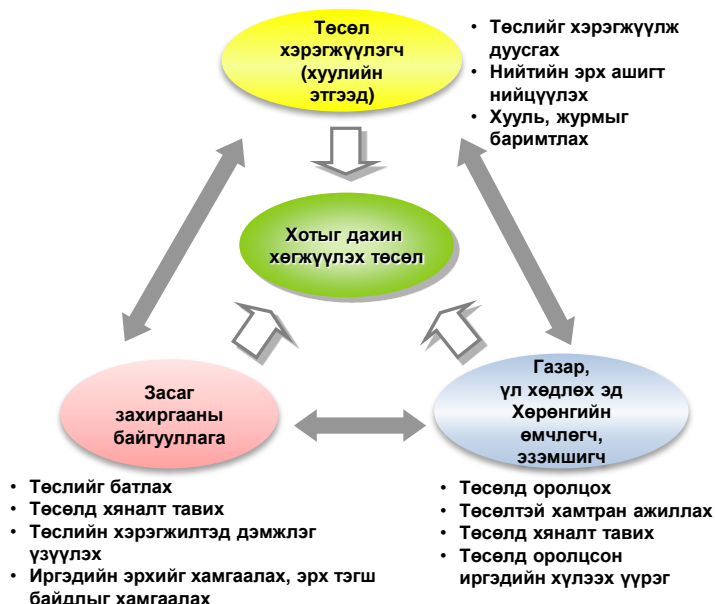 Төсөл
хэрэгжүүлэгч
(хуулийн
этгээд)
• Төслийг хэрэгжүүлж
дуусгах
• Нийтийн эрх ашигт
нийцүүлэх
• Хууль, журмыг
баримтлах
Хотыг дахин
хөгжүүлэх төсөл
Засаг
захиргааны
байгууллага
Газар,
үл хөдлөх эд
Хөрөнгийн
өмчлөгч,
эзэмшигч
• Төслийг батлах
• Төсөлд хяналт тавих
• Төслийн хэрэгжилтэд дэмжлэг
үзүүлэх
• Иргэдийн эрхийг хамгаалах, эрх тэгш
байдлыг хамгаалах
• Төсөлд оролцох
• Төсөлтэй хамтран ажиллах
• Төсөлд хяналт тавих
• Төсөлд оролцсон
иргэдийн хүлээх үүрэг